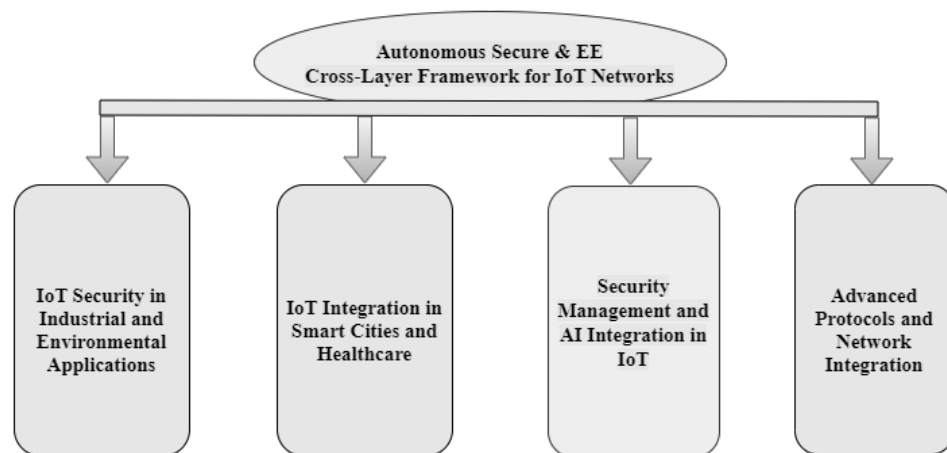 Autonomous Secure & EE
Cross-Layer Framework for IoT Networks
IoT Security in
Industrial and
Environmental
Applications
IoT Integration in
Smart Cities and
Healthcare
Security
Management and
AI Integration in
IoT
Advanced
Protocols and
Network
Integration